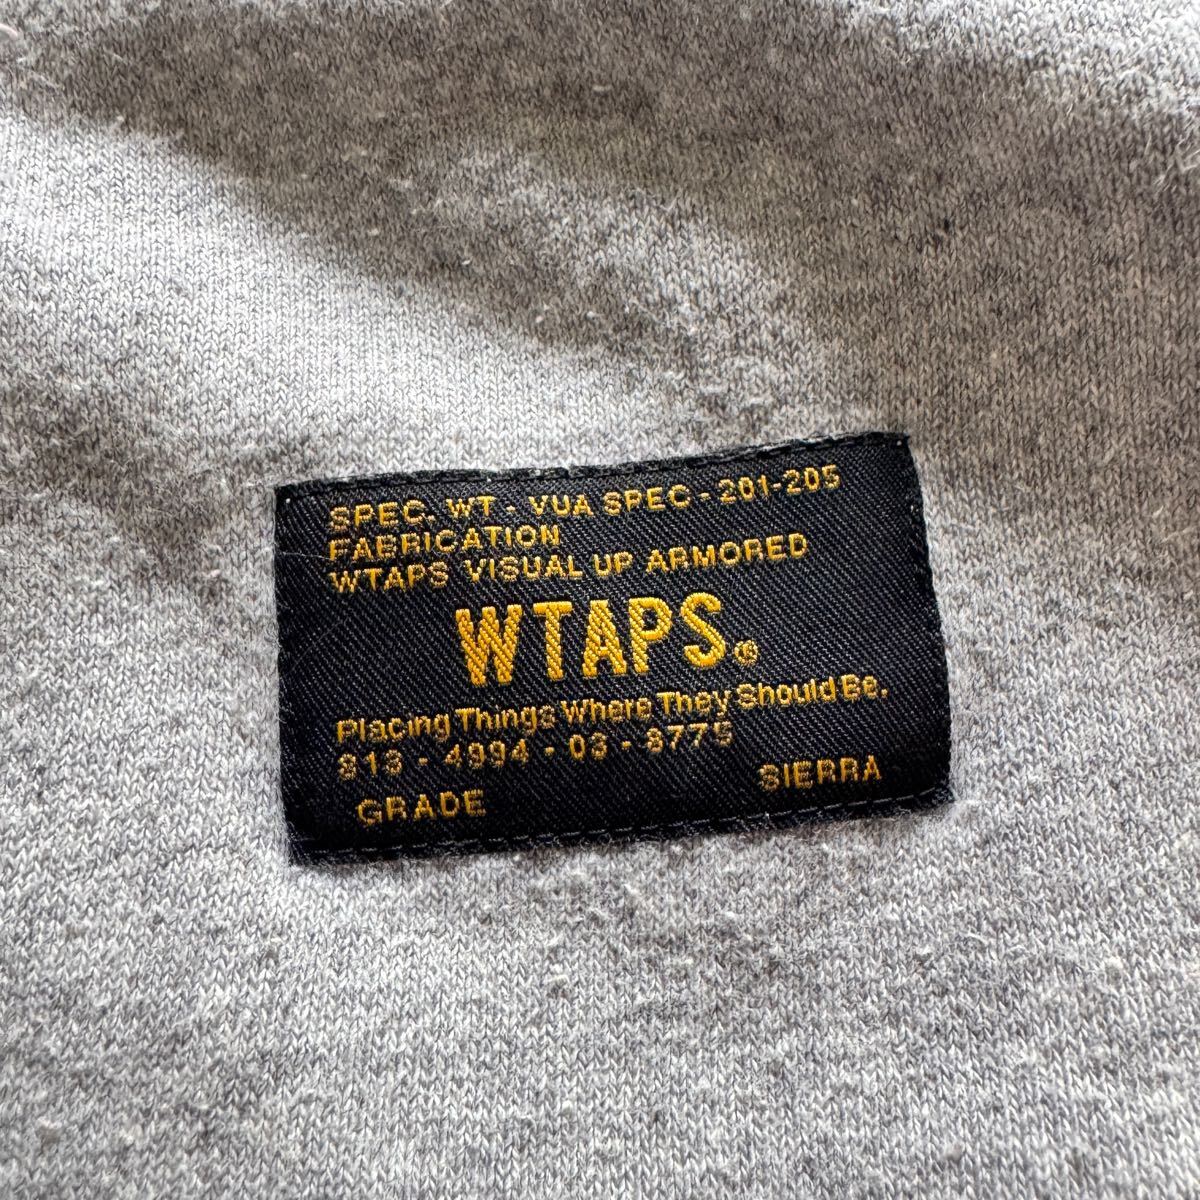 SPEC. WT - VUA SPEC - 201-205
FABRICATION
WTAPS VISUAL UP ARMORED
WTAPS®
Placing Things Where They Should Be.
813 - 4994 - 03 - 8775
GRADE SIERRA